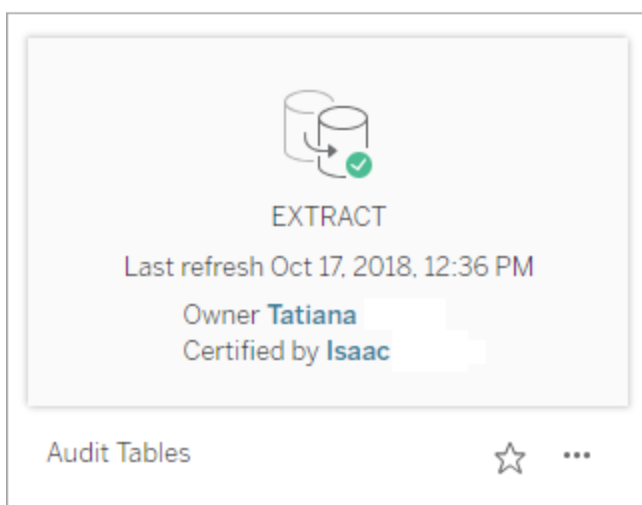 EXTRACT
Last refresh Oct 17, 2018, 12:36 PM
Owner Tatiana
Certified by Isaac
Audit Tables